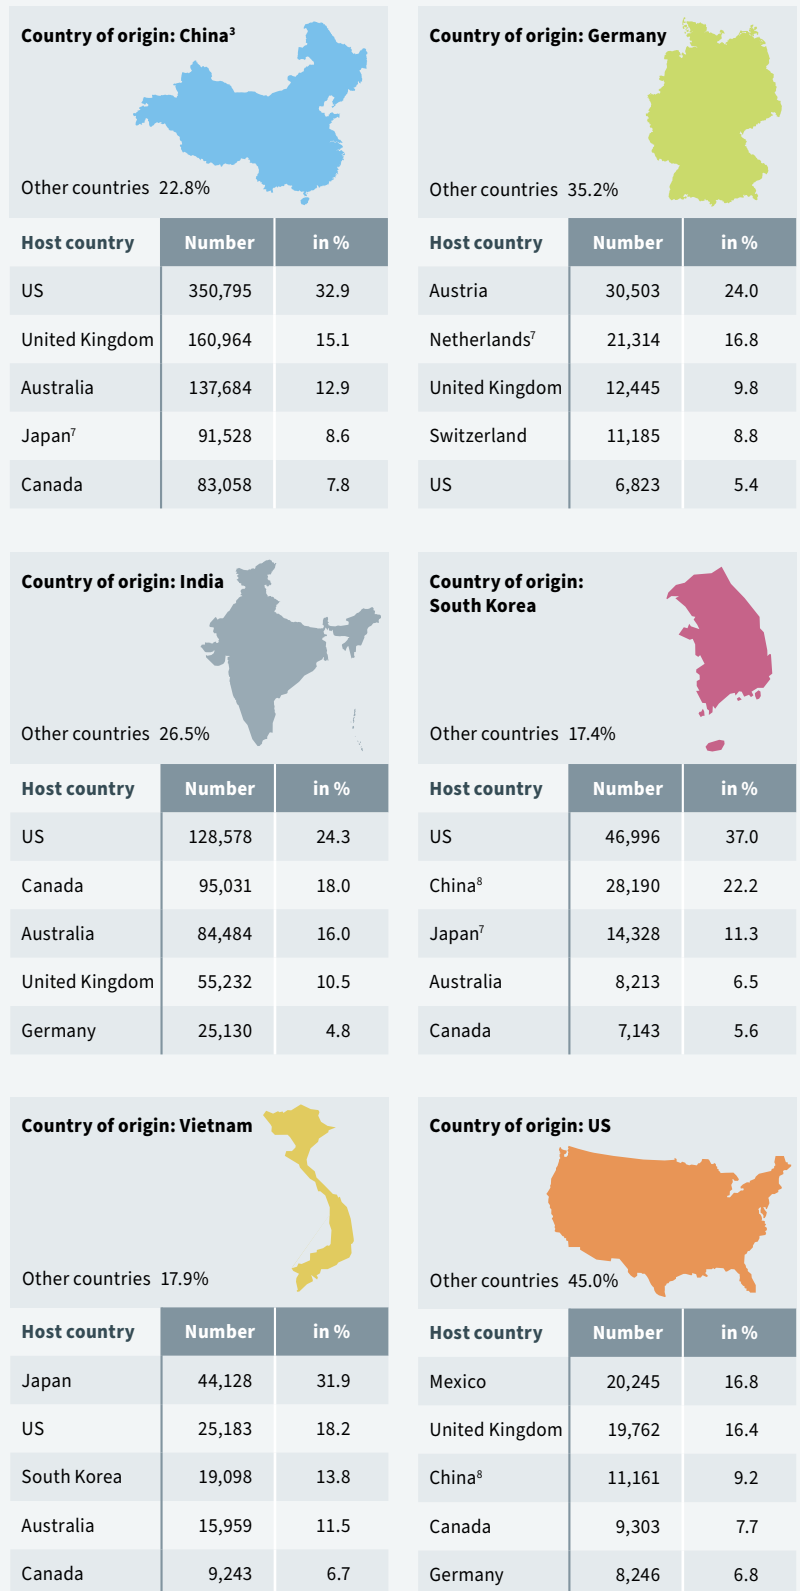 Country of origin: China³
Other countries 22.8%
Host country Number in %
US 350,795 32.9
United Kingdom 160,964 15.1
Australia 137,684 12.9
Japan⁷ 91,528 8.6
Canada 83,058 7.8
Country of origin: Germany
Other countries 35.2%
Host country Number in %
Austria 30,503 24.0
Netherlands⁷ 21,314 16.8
United Kingdom 12,445 9.8
Switzerland 11,185 8.8
US 6,823 5.4
Country of origin: India
Other countries 26.5%
Host country Number in %
US 128,578 24.3
Canada 95,031 18.0
Australia 84,484 16.0
United Kingdom 55,232 10.5
Germany 25,130 4.8
Country of origin:
South Korea
Other countries 17.4%
Host country Number in %
US 46,996 37.0
China⁸ 28,190 22.2
Japan⁷ 14,328 11.3
Australia 8,213 6.5
Canada 7,143 5.6
Country of origin: Vietnam
Other countries 17.9%
Host country Number in %
Japan 44,128 31.9
US 25,183 18.2
South Korea 19,098 13.8
Australia 15,959 11.5
Canada 9,243 6.7
Country of origin: US
Other countries 45.0%
Host country Number in %
Mexico 20,245 16.8
United Kingdom 19,762 16.4
China⁸ 11,161 9.2
Canada 9,303 7.7
Germany 8,246 6.8